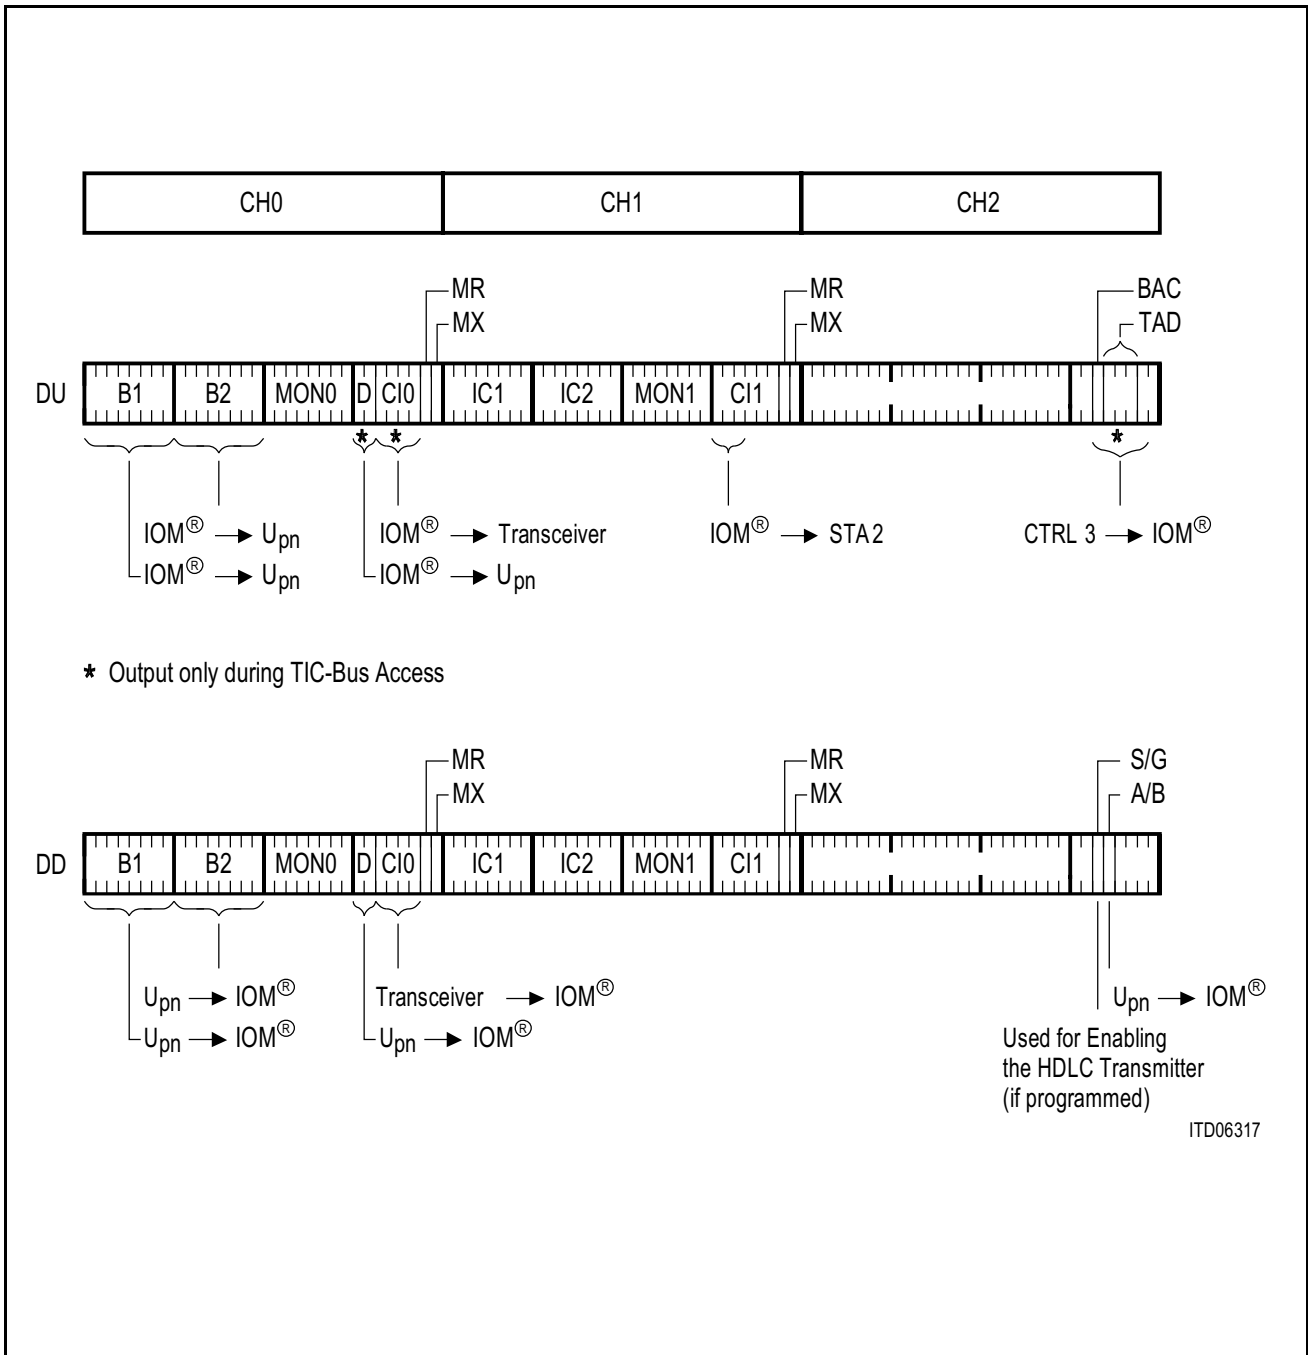 CH0 CH1 CH2
MR MR BAC
MX MX TAD
DU B1 B2 MON0 D CI0 IC1 IC2 MON1 CI1
* * *
IOM® → Upn IOM® → Transceiver IOM® → STA2 CTRL 3 → IOM®
IOM® → Upn IOM® → Upn
* Output only during TIC-Bus Access
MR MR S/G
MX MX A/B
DD B1 B2 MON0 D CI0 IC1 IC2 MON1 CI1
Upn → IOM® Transceiver → IOM® Upn → IOM®
Upn → IOM® Upn → IOM®
Used for Enabling
the HDLC Transmitter
(if programmed)
ITD06317